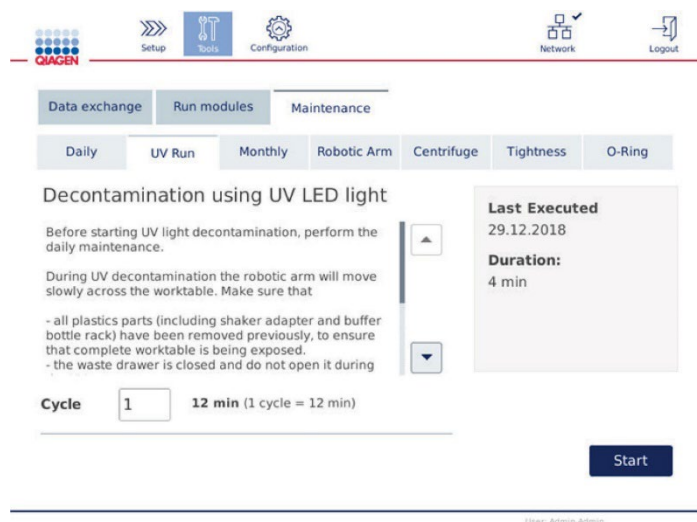 QIAGEN
Setup
Tools
Configuration
Network
Logout
Data exchange
Run modules
Maintenance
Daily
UV Run
Monthly
Robotic Arm
Centrifuge
Tightness
O-Ring
Decontamination using UV LED light
Before starting UV light decontamination, perform the
daily maintenance.
During UV decontamination the robotic arm will move
slowly across the worktable. Make sure that
- all plastics parts (including shaker adapter and buffer
bottle rack) have been removed previously, to ensure
that complete worktable is being exposed.
- the waste drawer is closed and do not open it during
Last Executed
29.12.2018
Duration:
4 min
Cycle
1
12 min (1 cycle = 12 min)
Start
User: Admin Admin